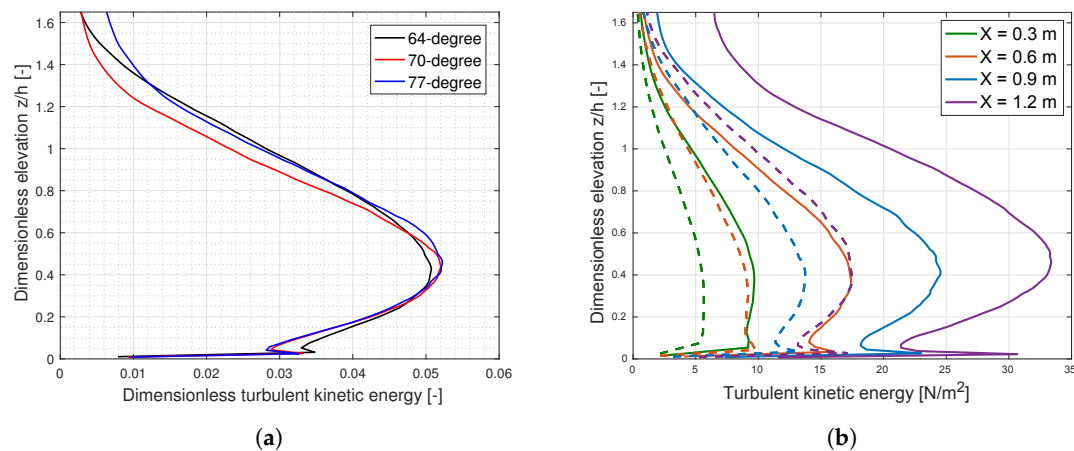 1.6
1.4
1.2
1
0.8
0.6
0.4
0.2
0
Dimensionless elevation z/h [-]
64-degree
70-degree
77-degree
0 0.01 0.02 0.03 0.04 0.05 0.06
Dimensionless turbulent kinetic energy [-]
(a)
1.6
1.4
1.2
1
0.8
0.6
0.4
0.2
0
Dimensionless elevation z/h [-]
X = 0.3 m
X = 0.6 m
X = 0.9 m
X = 1.2 m
0 5 10 15 20 25 30 35
Turbulent kinetic energy [N/m²]
(b)